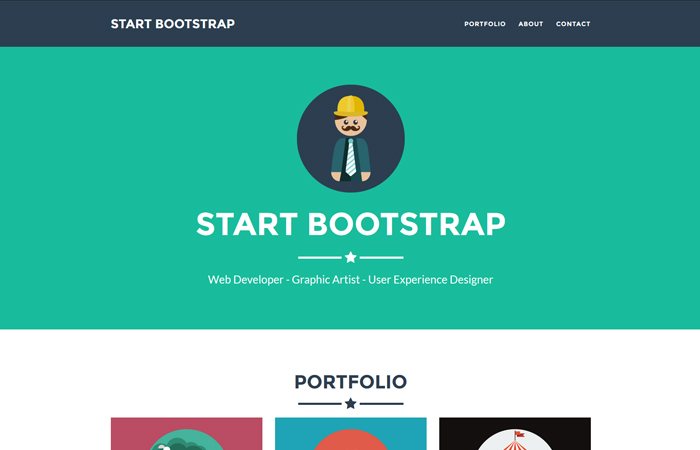 START BOOTSTRAP
PORTFOLIO ABOUT CONTACT
START BOOTSTRAP
Web Developer - Graphic Artist - User Experience Designer
PORTFOLIO